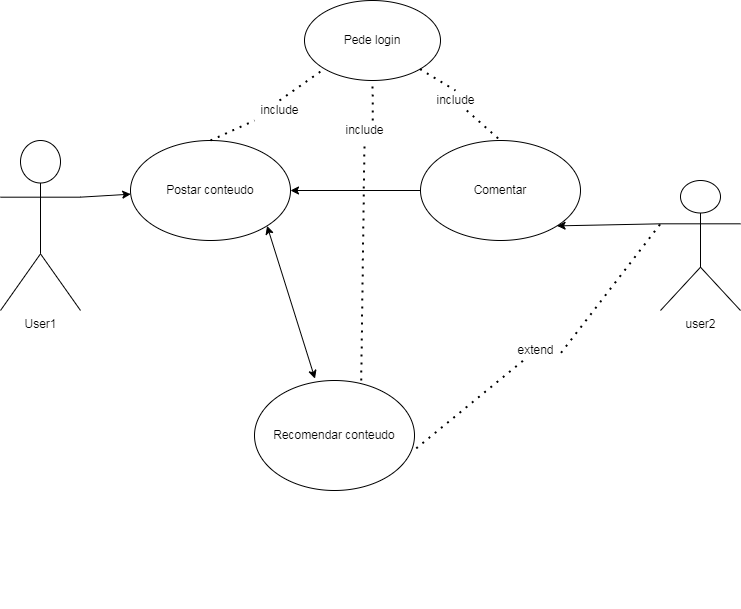 Pede login
include
include
include
Postar conteudo
Comentar
User1
user2
extend
Recomendar conteudo